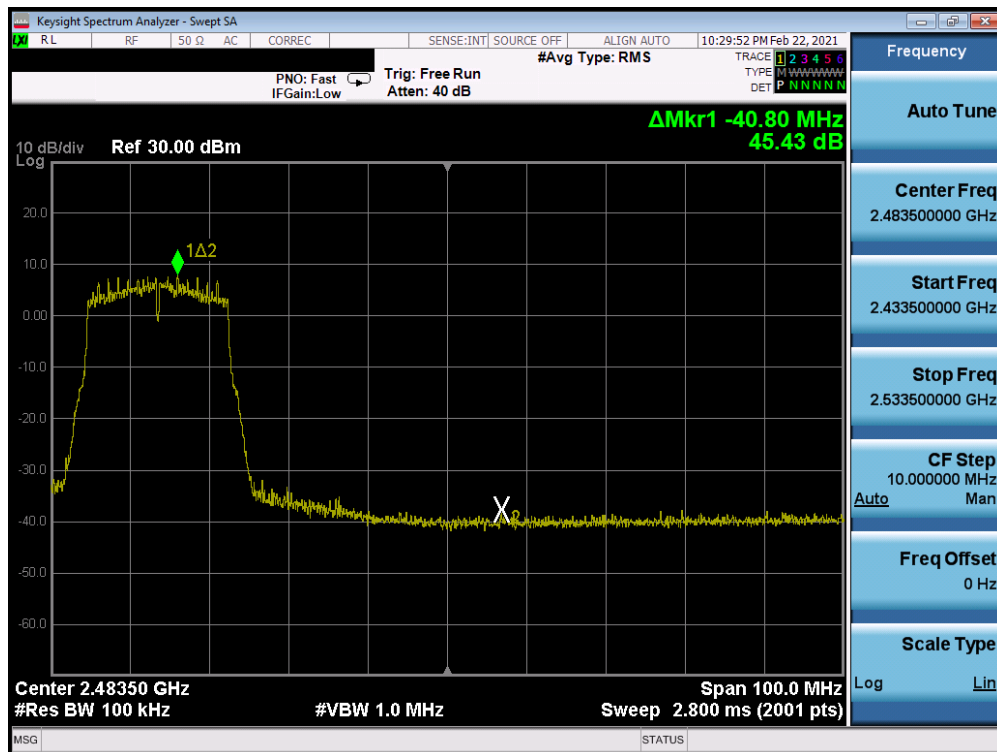 Keysight Spectrum Analyzer - Swept SA
LXI RL RF 50 Ω AC CORREC SENSE:INT SOURCE OFF ALIGN AUTO 10:29:52 PM Feb 22, 2021
#Avg Type: RMS
TRACE 1 2 3 4 5 6
PNO: Fast Trig: Free Run
TYPE M WWWWW
IFGain:Low Atten: 40 dB
DET P N N N N N
ΔMkr1 -40.80 MHz
45.43 dB
10 dB/div Ref 30.00 dBm
Log
20.0
1Δ2
10.0
0.00
-10.0
-20.0
-30.0
X2
-40.0
-50.0
-60.0
Center 2.48350 GHz Span 100.0 MHz
#Res BW 100 kHz #VBW 1.0 MHz Sweep 2.800 ms (2001 pts)
MSG STATUS
Frequency
Auto Tune
Center Freq
2.483500000 GHz
Start Freq
2.433500000 GHz
Stop Freq
2.533500000 GHz
CF Step
10.000000 MHz
Auto Man
Freq Offset
0 Hz
Scale Type
Log Lin